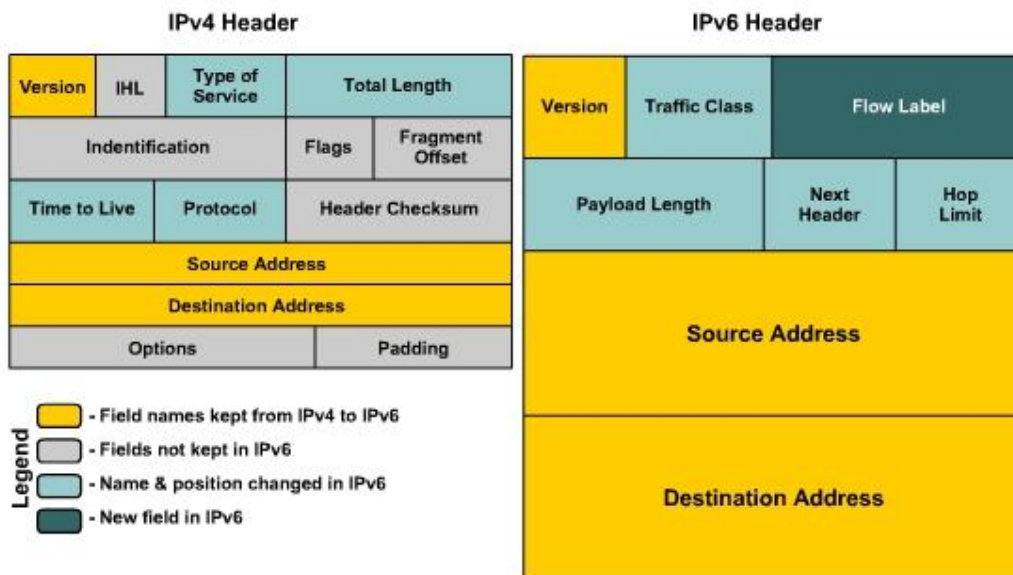 IPv4 Header
Version
IHL
Type of
Service
Total Length
Indentification
Flags
Fragment
Offset
Time to Live
Protocol
Header Checksum
Source Address
Destination Address
Options
Padding
Legend
- Field names kept from IPv4 to IPv6
- Fields not kept in IPv6
- Name & position changed in IPv6
- New field in IPv6
IPv6 Header
Version
Traffic Class
Flow Label
Payload Length
Next
Header
Hop
Limit
Source Address
Destination Address